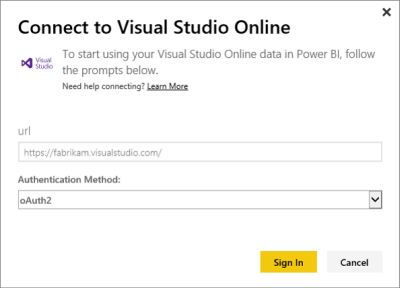 Connect to Visual Studio Online
Visual
Studio
To start using your Visual Studio Online data in Power BI, follow
the prompts below.
Need help connecting? Learn More
url
https://fabrikam.visualstudio.com/
Authentication Method:
oAuth2
Sign In
Cancel